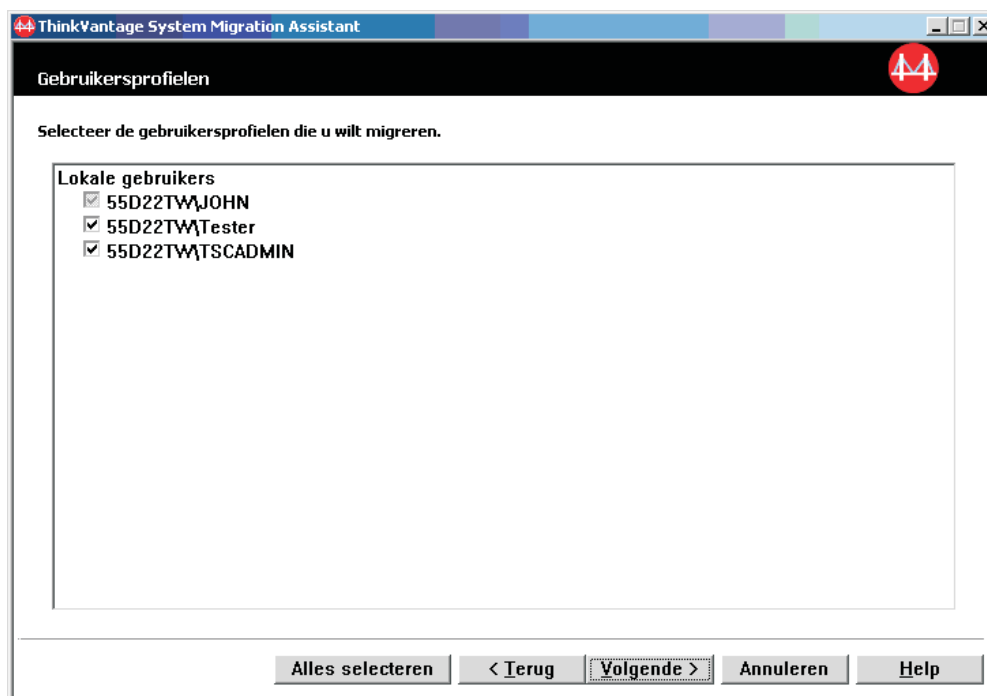 ThinkVantage System Migration Assistant
Gebruikersprofielen
Selecteer de gebruikersprofielen die u wilt migreren.
Lokale gebruikers
55D22TW\JOHN
55D22TW\Tester
55D22TW\TSCADMIN
Alles selecteren
< Terug
Volgende >
Annuleren
Help